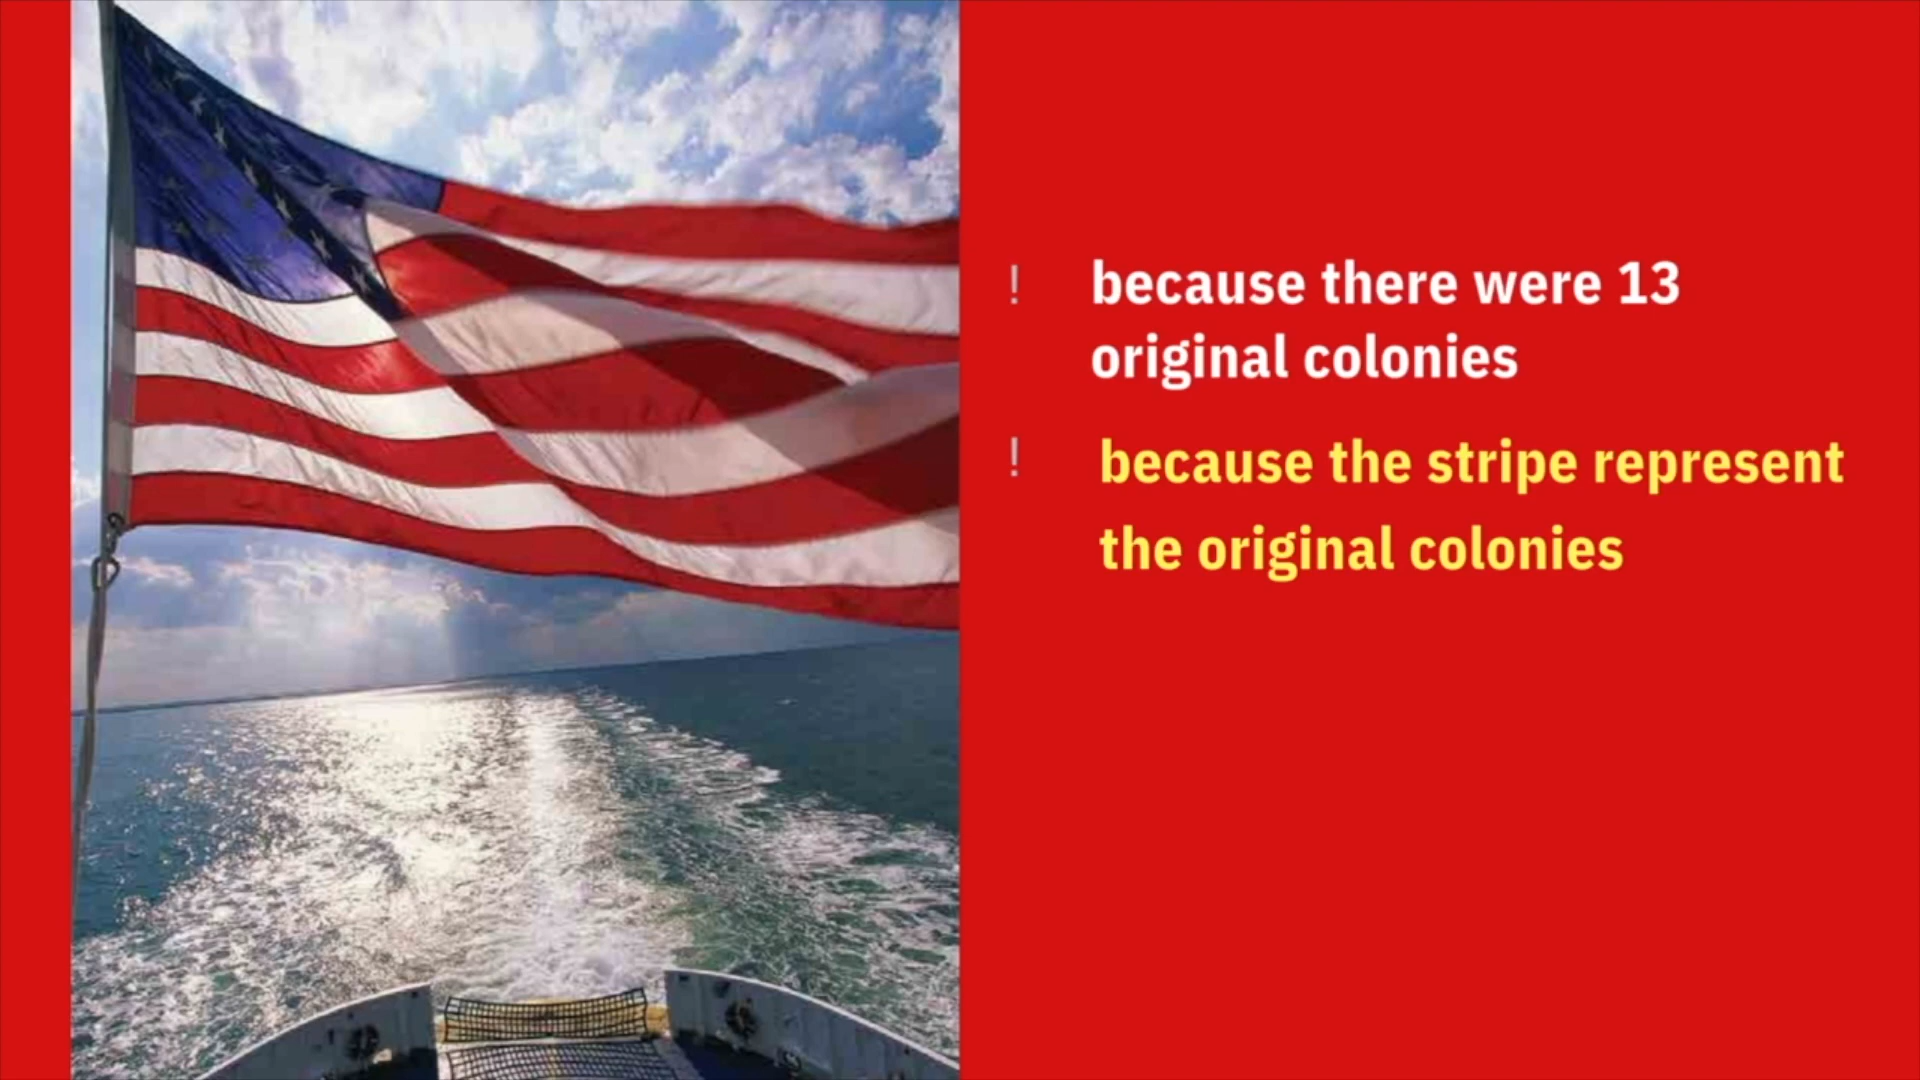 ! because there were 13
original colonies
! because the stripe represent
the original colonies